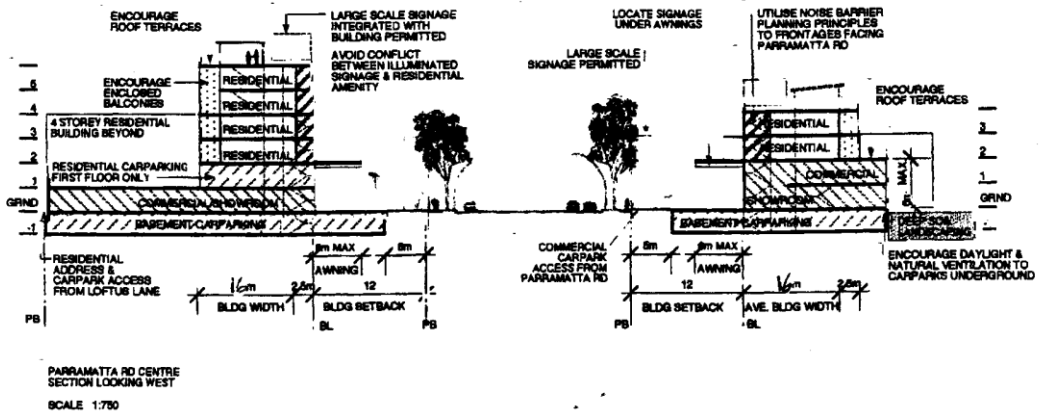 ENCOURAGE
ROOF TERRACES
LARGE SCALE SIGNAGE
INTEGRATED WITH
BUILDING PERMITTED
AVOID CONFLICT
BETWEEN ILLUMINATED
SIGNAGE & RESIDENTIAL
AMENITY
LOCATE SIGNAGE
UNDER AWNINGS
LARGE SCALE
SIGNAGE PERMITTED
UTILISE NOISE BARRIER
PLANNING PRINCIPLES
TO FRONTAGES FACING
PARRAMATTA RD
ENCOURAGE
ROOF TERRACES
ENCOURAGE
ENCLOSED
BALCONIES
4 STOREY RESIDENTIAL
BUILDING BEYOND
RESIDENTIAL CARPARKING
FIRST FLOOR ONLY
5
4
3
2
1
GRND
-1
RESIDENTIAL
RESIDENTIAL
RESIDENTIAL
RESIDENTIAL
COMMERCIAL/SHOWROOM
BASEMENT CARPARKING
RESIDENTIAL
RESIDENTIAL
COMMERCIAL
SHOWROOM
BASEMENT CARPARKING
MAX
3
2
1
GRND
DEEP SOIL
LANDSCAPING
RESIDENTIAL
ADDRESS &
CARPARK ACCESS
FROM LOFTUS LANE
6m
AWNING
16m
2.5m
12
BLDG WIDTH
BLDG SETBACK
PB
BL
PB
COMMERCIAL
CARPARK
ACCESS FROM
PARRAMATTA RD
6m
AWNING
12
16m
2.5m
BLDG SETBACK
AVE. BLDG WIDTH
PB
BL
ENCOURAGE DAYLIGHT &
NATURAL VENTILATION TO
CARPARKS UNDERGROUND
PARRAMATTA RD CENTRE
SECTION LOOKING WEST
SCALE 1:750